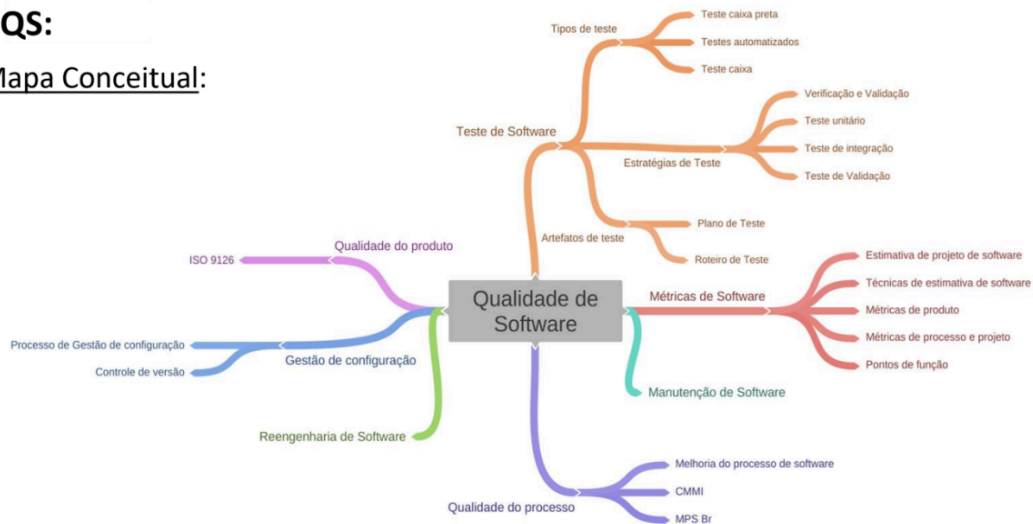 QS:
Mapa Conceitual:
Tipos de teste
Teste caixa preta
Testes automatizados
Teste caixa
Teste de Software
Estratégias de Teste
Verificação e Validação
Teste unitário
Teste de integração
Teste de Validação
Artefatos de teste
Plano de Teste
Roteiro de Teste
Qualidade do produto
ISO 9126
Qualidade de
Software
Métricas de Software
Estimativa de projeto de software
Técnicas de estimativa de software
Métricas de produto
Métricas de processo e projeto
Pontos de função
Gestão de configuração
Processo de Gestão de configuração
Controle de versão
Manutenção de Software
Reengenharia de Software
Qualidade do processo
Melhoria do processo de software
CMMI
MPS Br